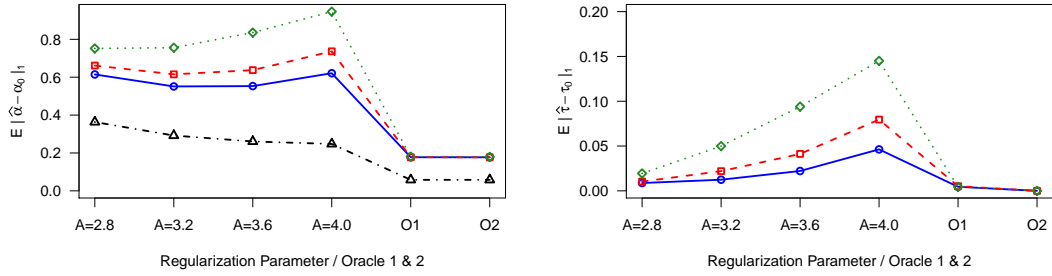 E | α̂ − α₀ |₁
0.8
0.6
0.4
0.2
0.0
A=2.8 A=3.2 A=3.6 A=4.0 O1 O2
Regularization Parameter / Oracle 1 & 2
E | τ̂ − τ₀ |₁
0.20
0.15
0.10
0.05
0.00
A=2.8 A=3.2 A=3.6 A=4.0 O1 O2
Regularization Parameter / Oracle 1 & 2